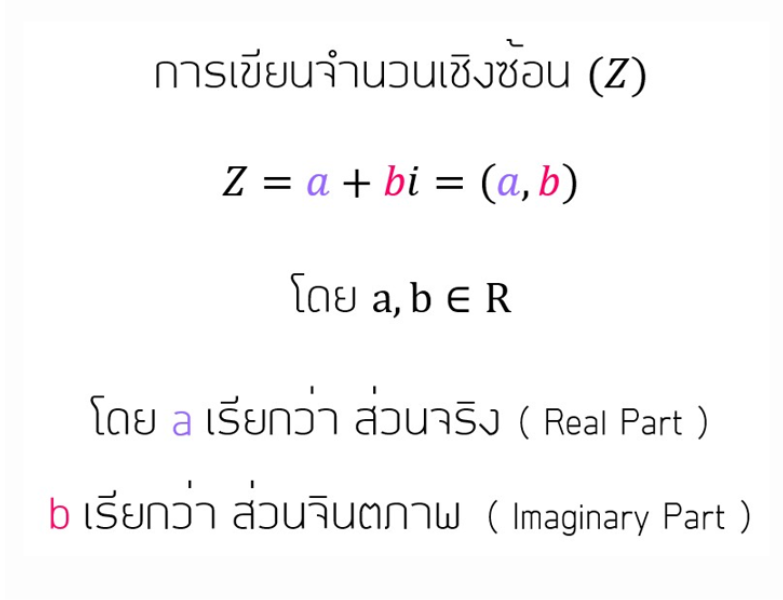 การเขียนจำนวนเชิงซ้อน (Z)
Z = a + bi = (a, b)
โดย a, b ∈ R
โดย a เรียกว่า ส่วนจริง ( Real Part )
b เรียกว่า ส่วนจินตภาพ ( Imaginary Part )